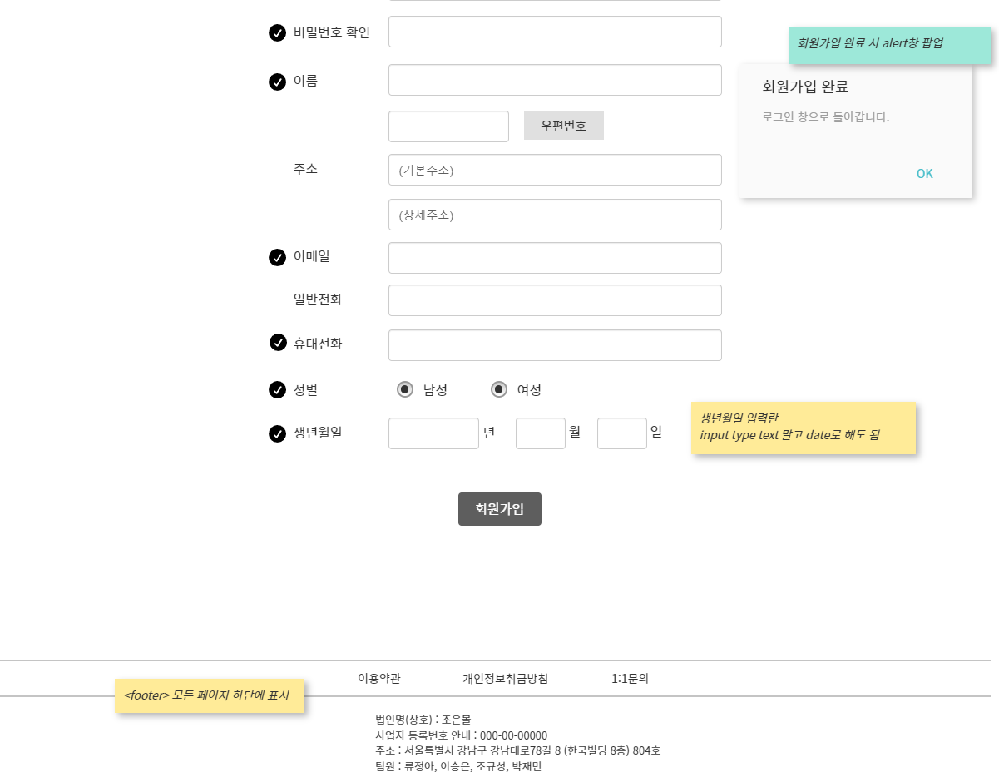 비밀번호 확인
회원가입 완료 시 alert창 팝업
이름
회원가입 완료
로그인 창으로 돌아갑니다.
OK
우편번호
주소
(기본주소)
(상세주소)
이메일
일반전화
휴대전화
성별 남성 여성
생년월일 년 월 일
생년월일 입력란
input type text 말고 date로 해도 됨
회원가입
이용약관 개인정보취급방침 1:1문의
<footer> 모든 페이지 하단에 표시
법인명(상호) : 조은몰
사업자 등록번호 안내 : 000-00-00000
주소 : 서울특별시 강남구 강남대로78길 8 (한국빌딩 8층) 804호
팀원 : 류정아, 이승은, 조규성, 박재민